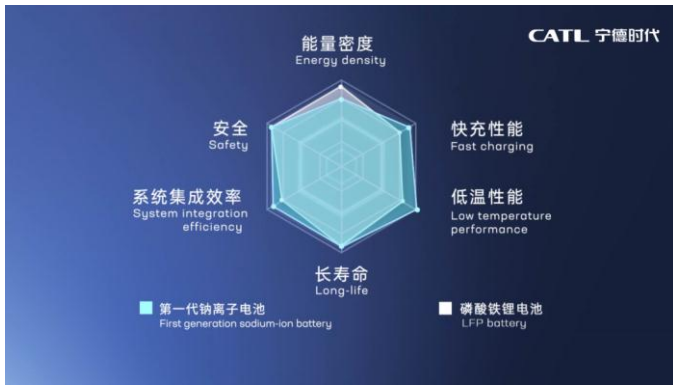 CATL 宁德时代
能量密度
Energy density
安全
Safety
快充性能
Fast charging
系统集成效率
System integration
efficiency
低温性能
Low temperature
performance
长寿命
Long-life
第一代钠离子电池
First generation sodium-ion battery
磷酸铁锂电池
LFP battery